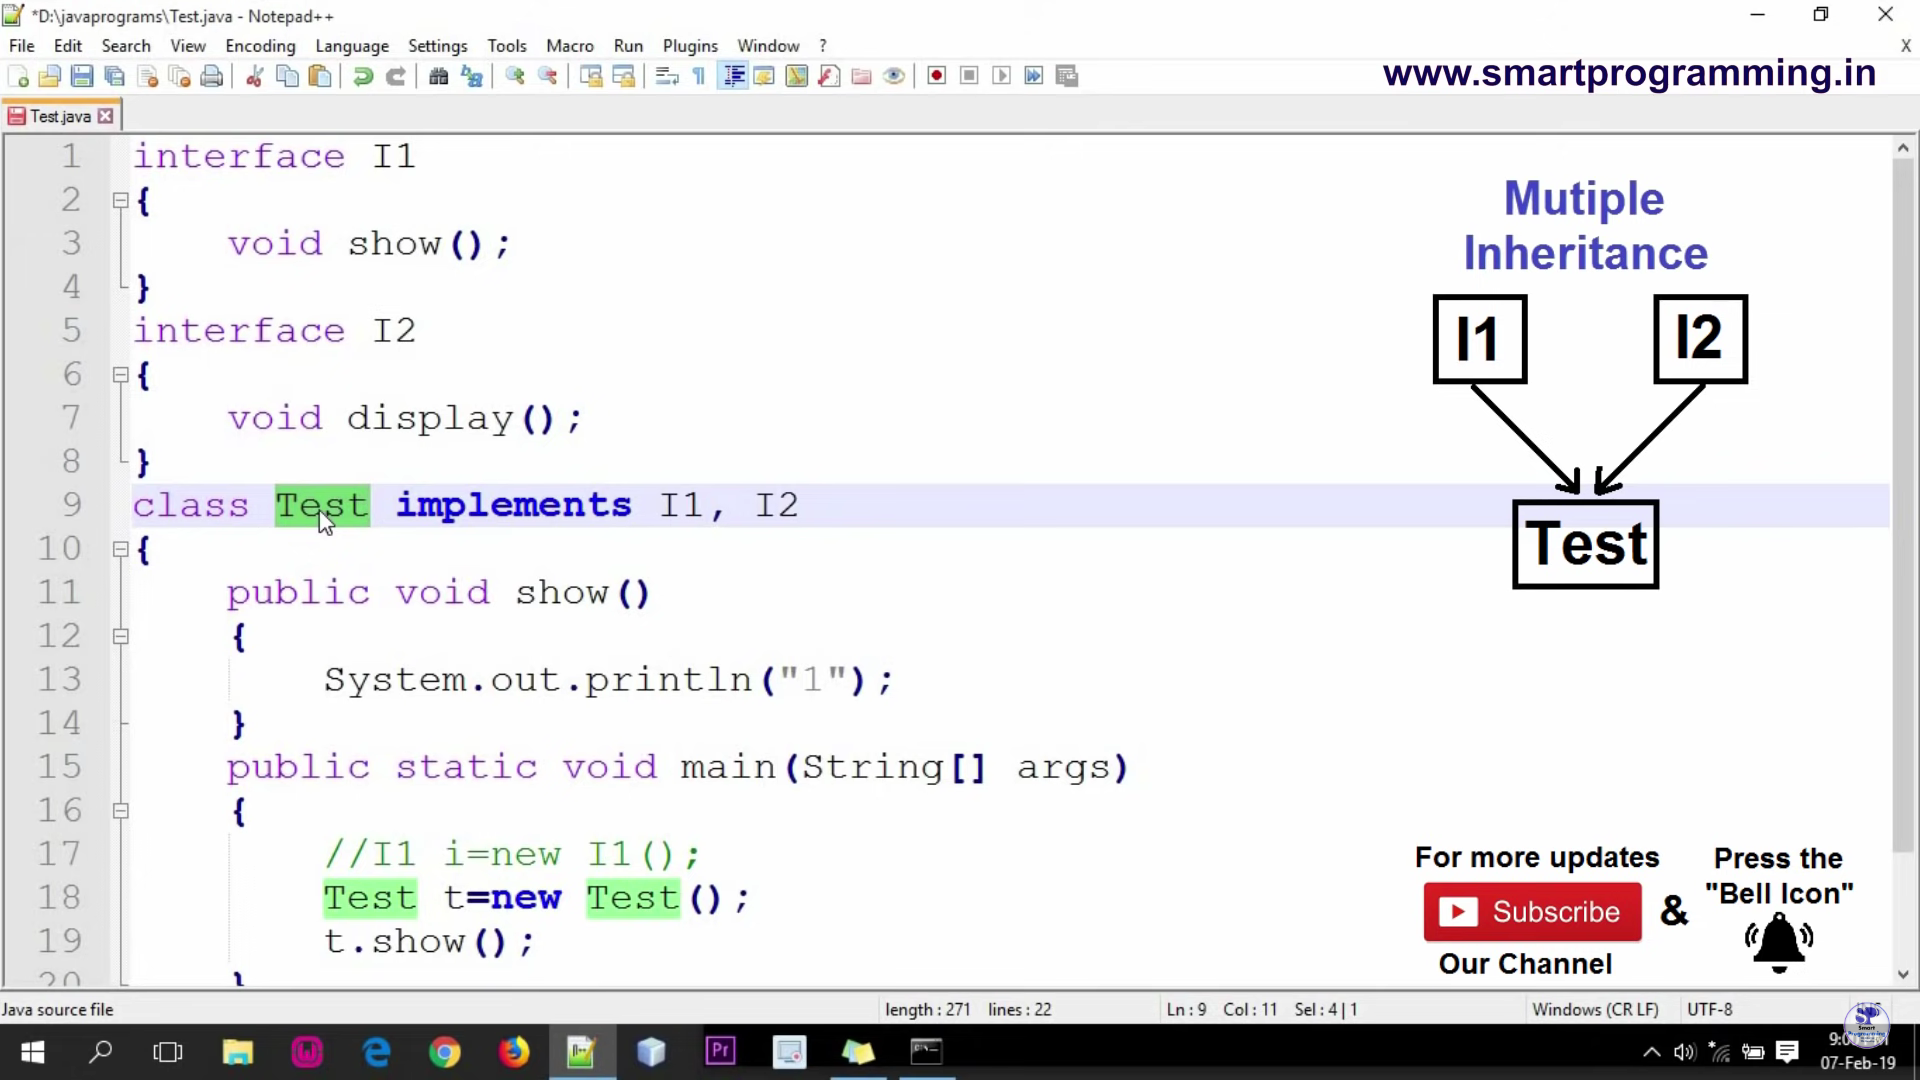 *D:\javaprograms\Test.java - Notepad++
File Edit Search View Encoding Language Settings Tools Macro Run Plugins Window ? X
www.smartprogramming.in
Test.java
1 interface I1
2 {
3 void show();
4 }
5 interface I2
6 {
7 void display();
8 }
9 class Test implements I1, I2
10 {
11 public void show()
12 {
13 System.out.println("1");
14 }
15 public static void main(String[] args)
16 {
17 //I1 i=new I1();
18 Test t=new Test();
19 t.show();
20 }
Mutiple
Inheritance
I1 I2
Test
For more updates
Subscribe
Our Channel
&
Press the
"Bell Icon"
Java source file length : 271 lines : 22 Ln : 9 Col : 11 Sel : 4 | 1 Windows (CR LF) UTF-8
Pr
SP
Smart
Programming
07-Feb-19